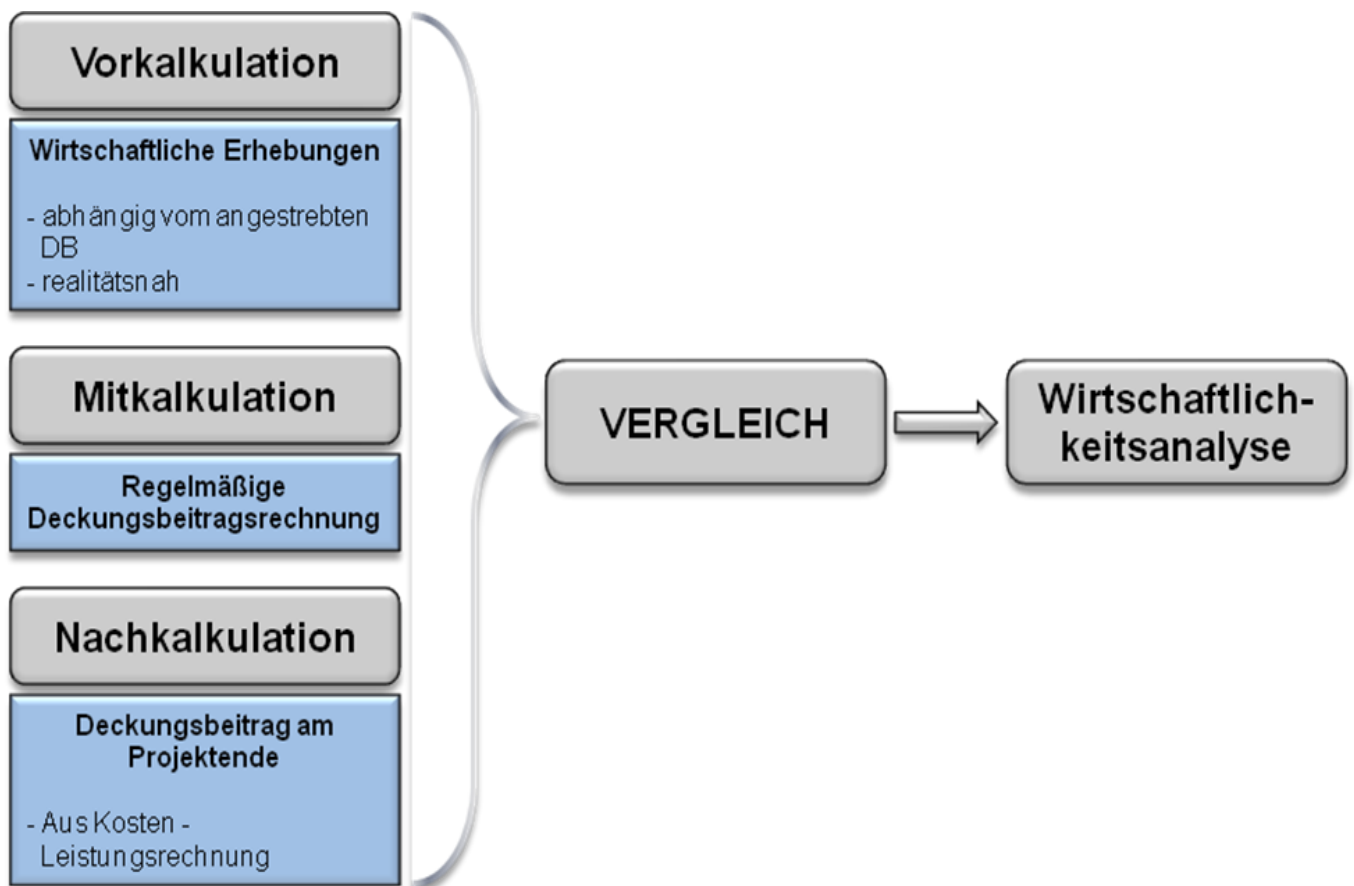 Vorkalkulation
Wirtschaftliche Erhebungen
- abhängig vom angestrebten
DB
- realitätsnah
Mitkalkulation
Regelmäßige
Deckungsbeitragsrechnung
Nachkalkulation
Deckungsbeitrag am
Projektende
- Aus Kosten -
Leistungsrechnung
VERGLEICH
Wirtschaftlich-
keitsanalyse